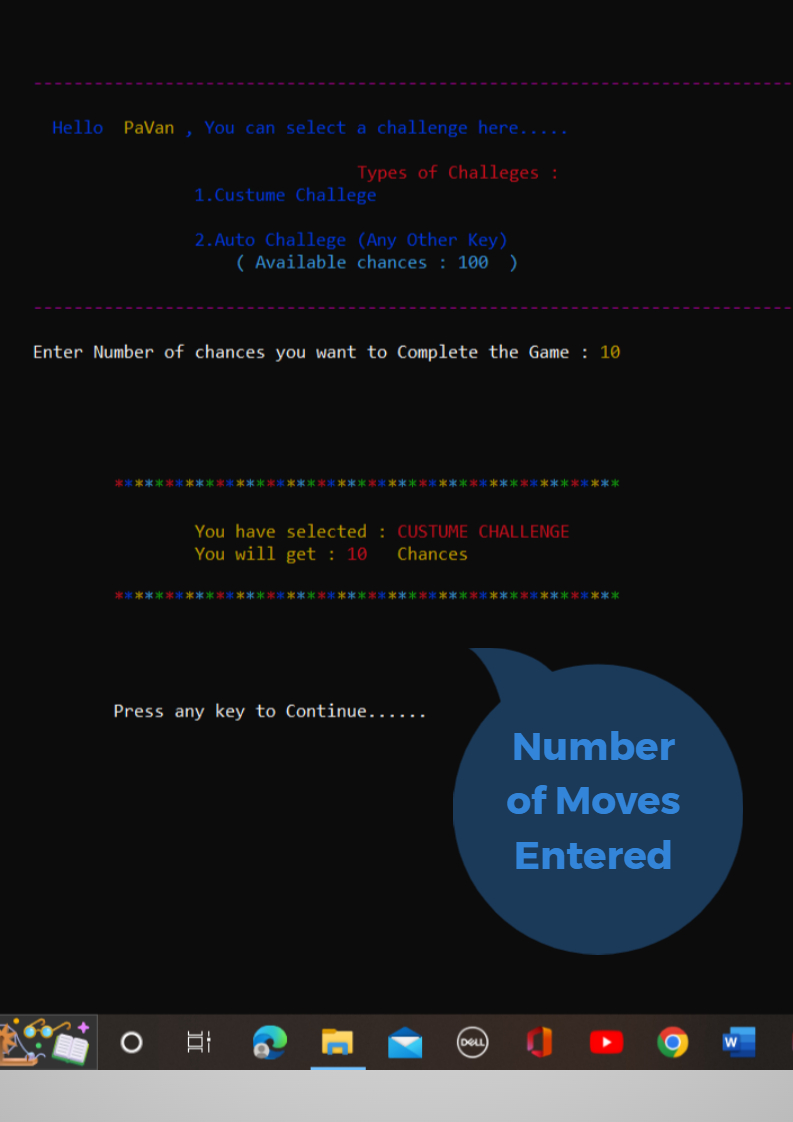 --------------------------------------------------------------------------
Hello PaVan , You can select a challenge here.....
Types of Challeges :
1.Custume Challege
2.Auto Challege (Any Other Key)
( Available chances : 100 )
--------------------------------------------------------------------------
Enter Number of chances you want to Complete the Game : 10
**************************************************
You have selected : CUSTUME CHALLENGE
You will get : 10 Chances
**************************************************
Press any key to Continue......
Number
of Moves
Entered
DELL
W